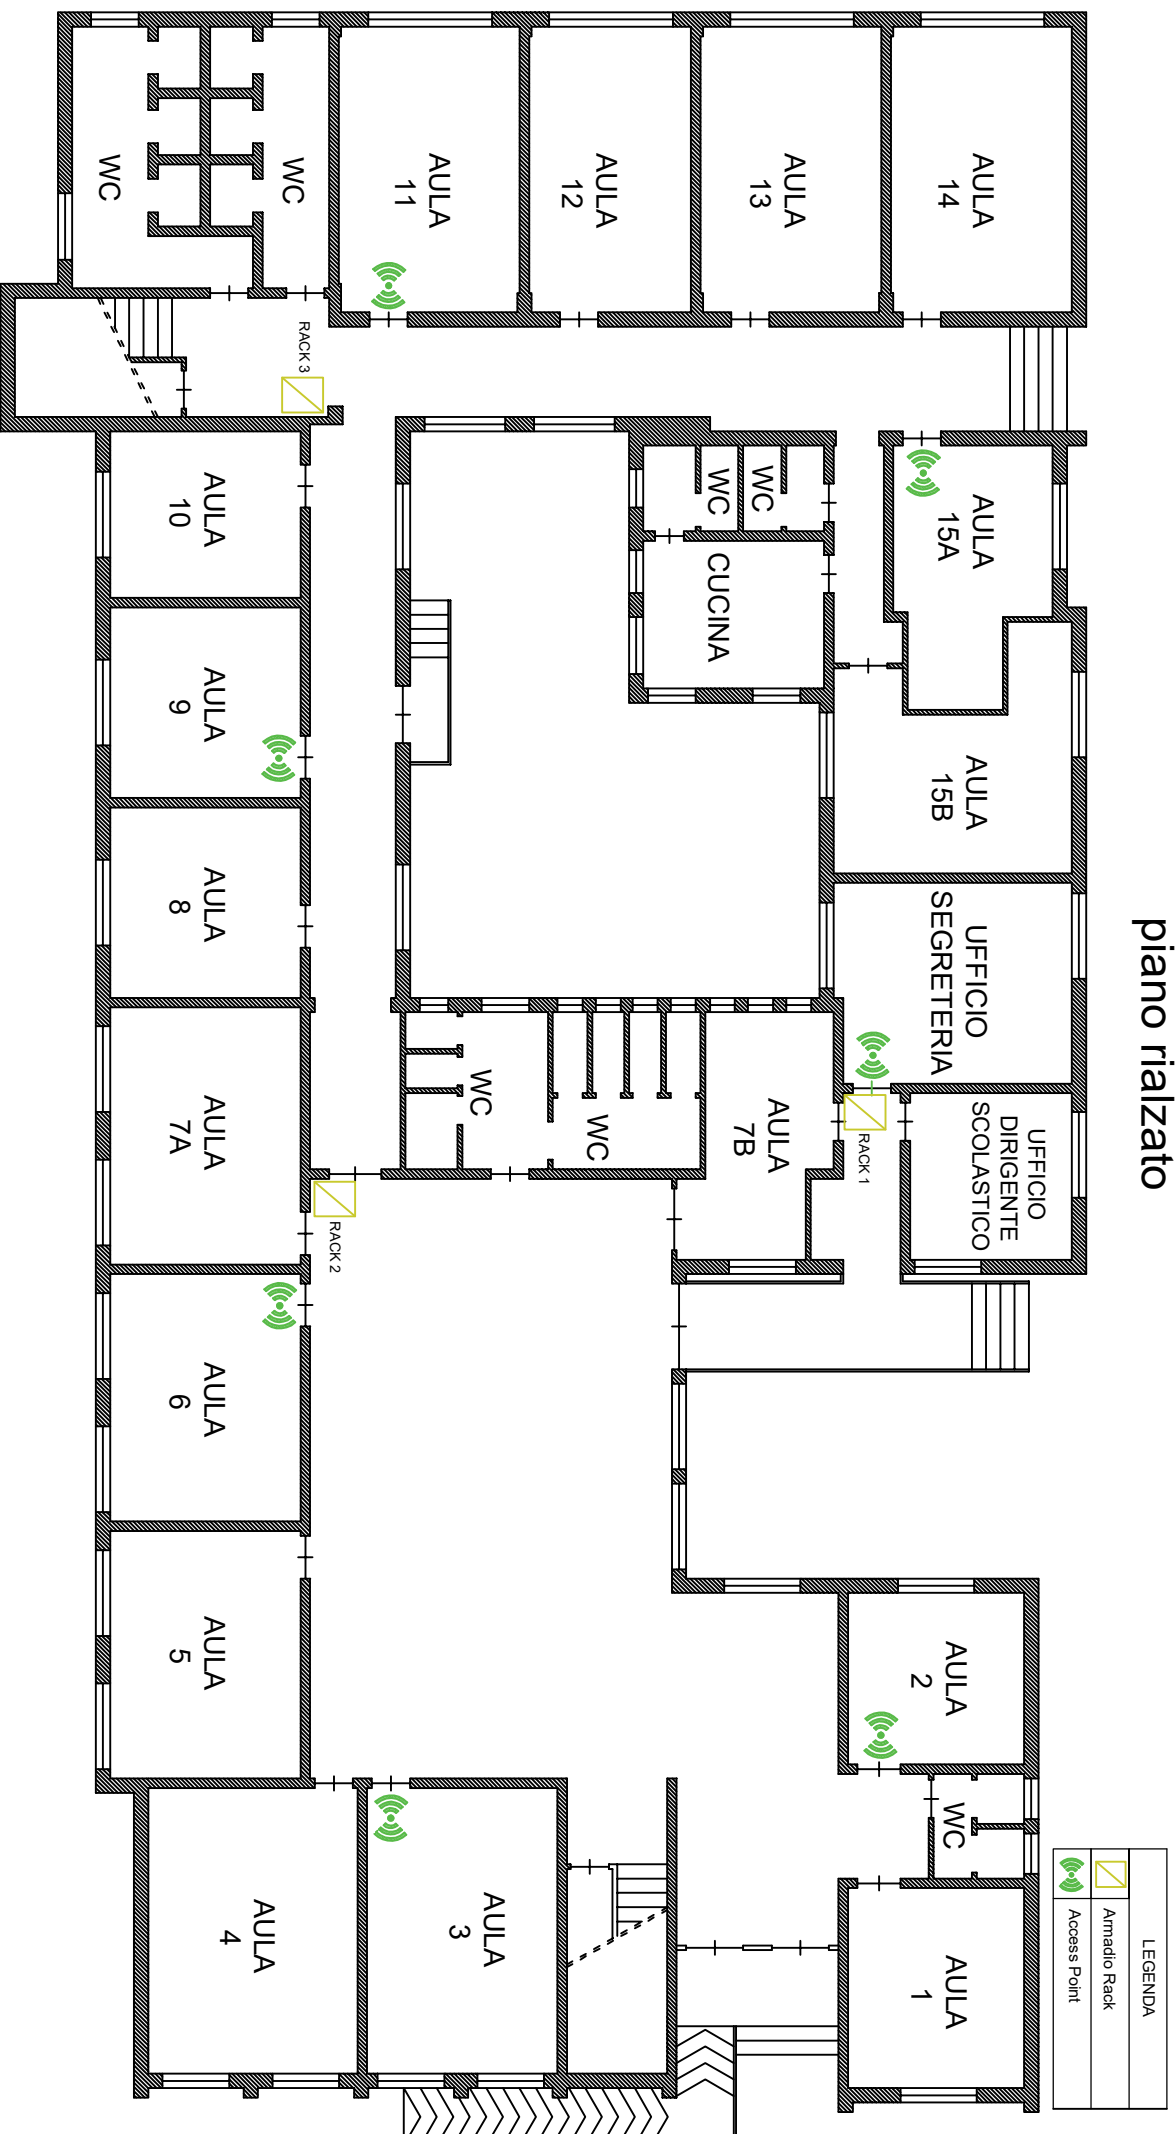 piano rialzato
AULA
14
AULA
13
AULA
12
AULA
11
WC
WC
RACK 3
AULA
15A
WC
WC
CUCINA
AULA
10
AULA
15B
AULA
9
UFFICIO
SEGRETERIA
AULA
8
UFFICIO
DIRIGENTE
SCOLASTICO
RACK 1
AULA
7B
WC
WC
AULA
7A
RACK 2
AULA
6
AULA
5
AULA
2
WC
AULA
1
AULA
3
AULA
4
LEGENDA
Armadio Rack
Access Point